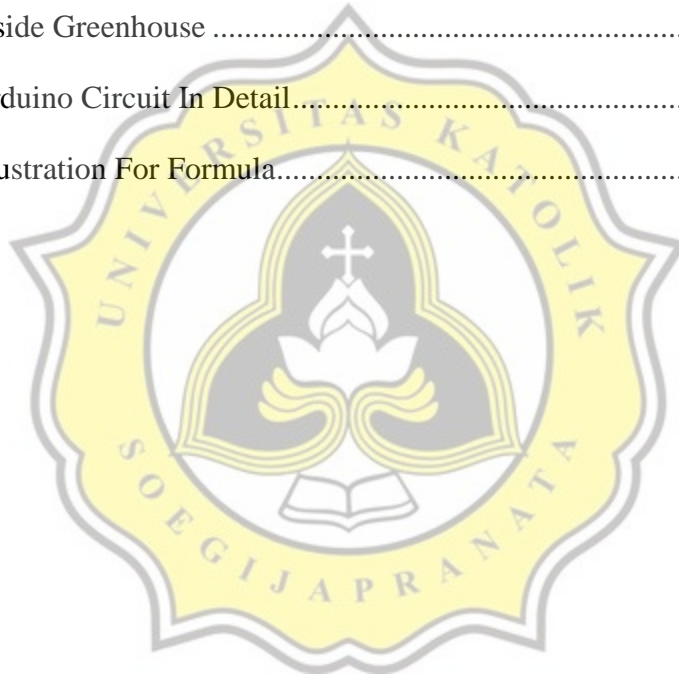 side Greenhouse ....................................................
duino Circuit In Detail..........................................
ustration For Formula............................................
UNIVERSITAS KATOLIK
SOEGIJAPRANATA